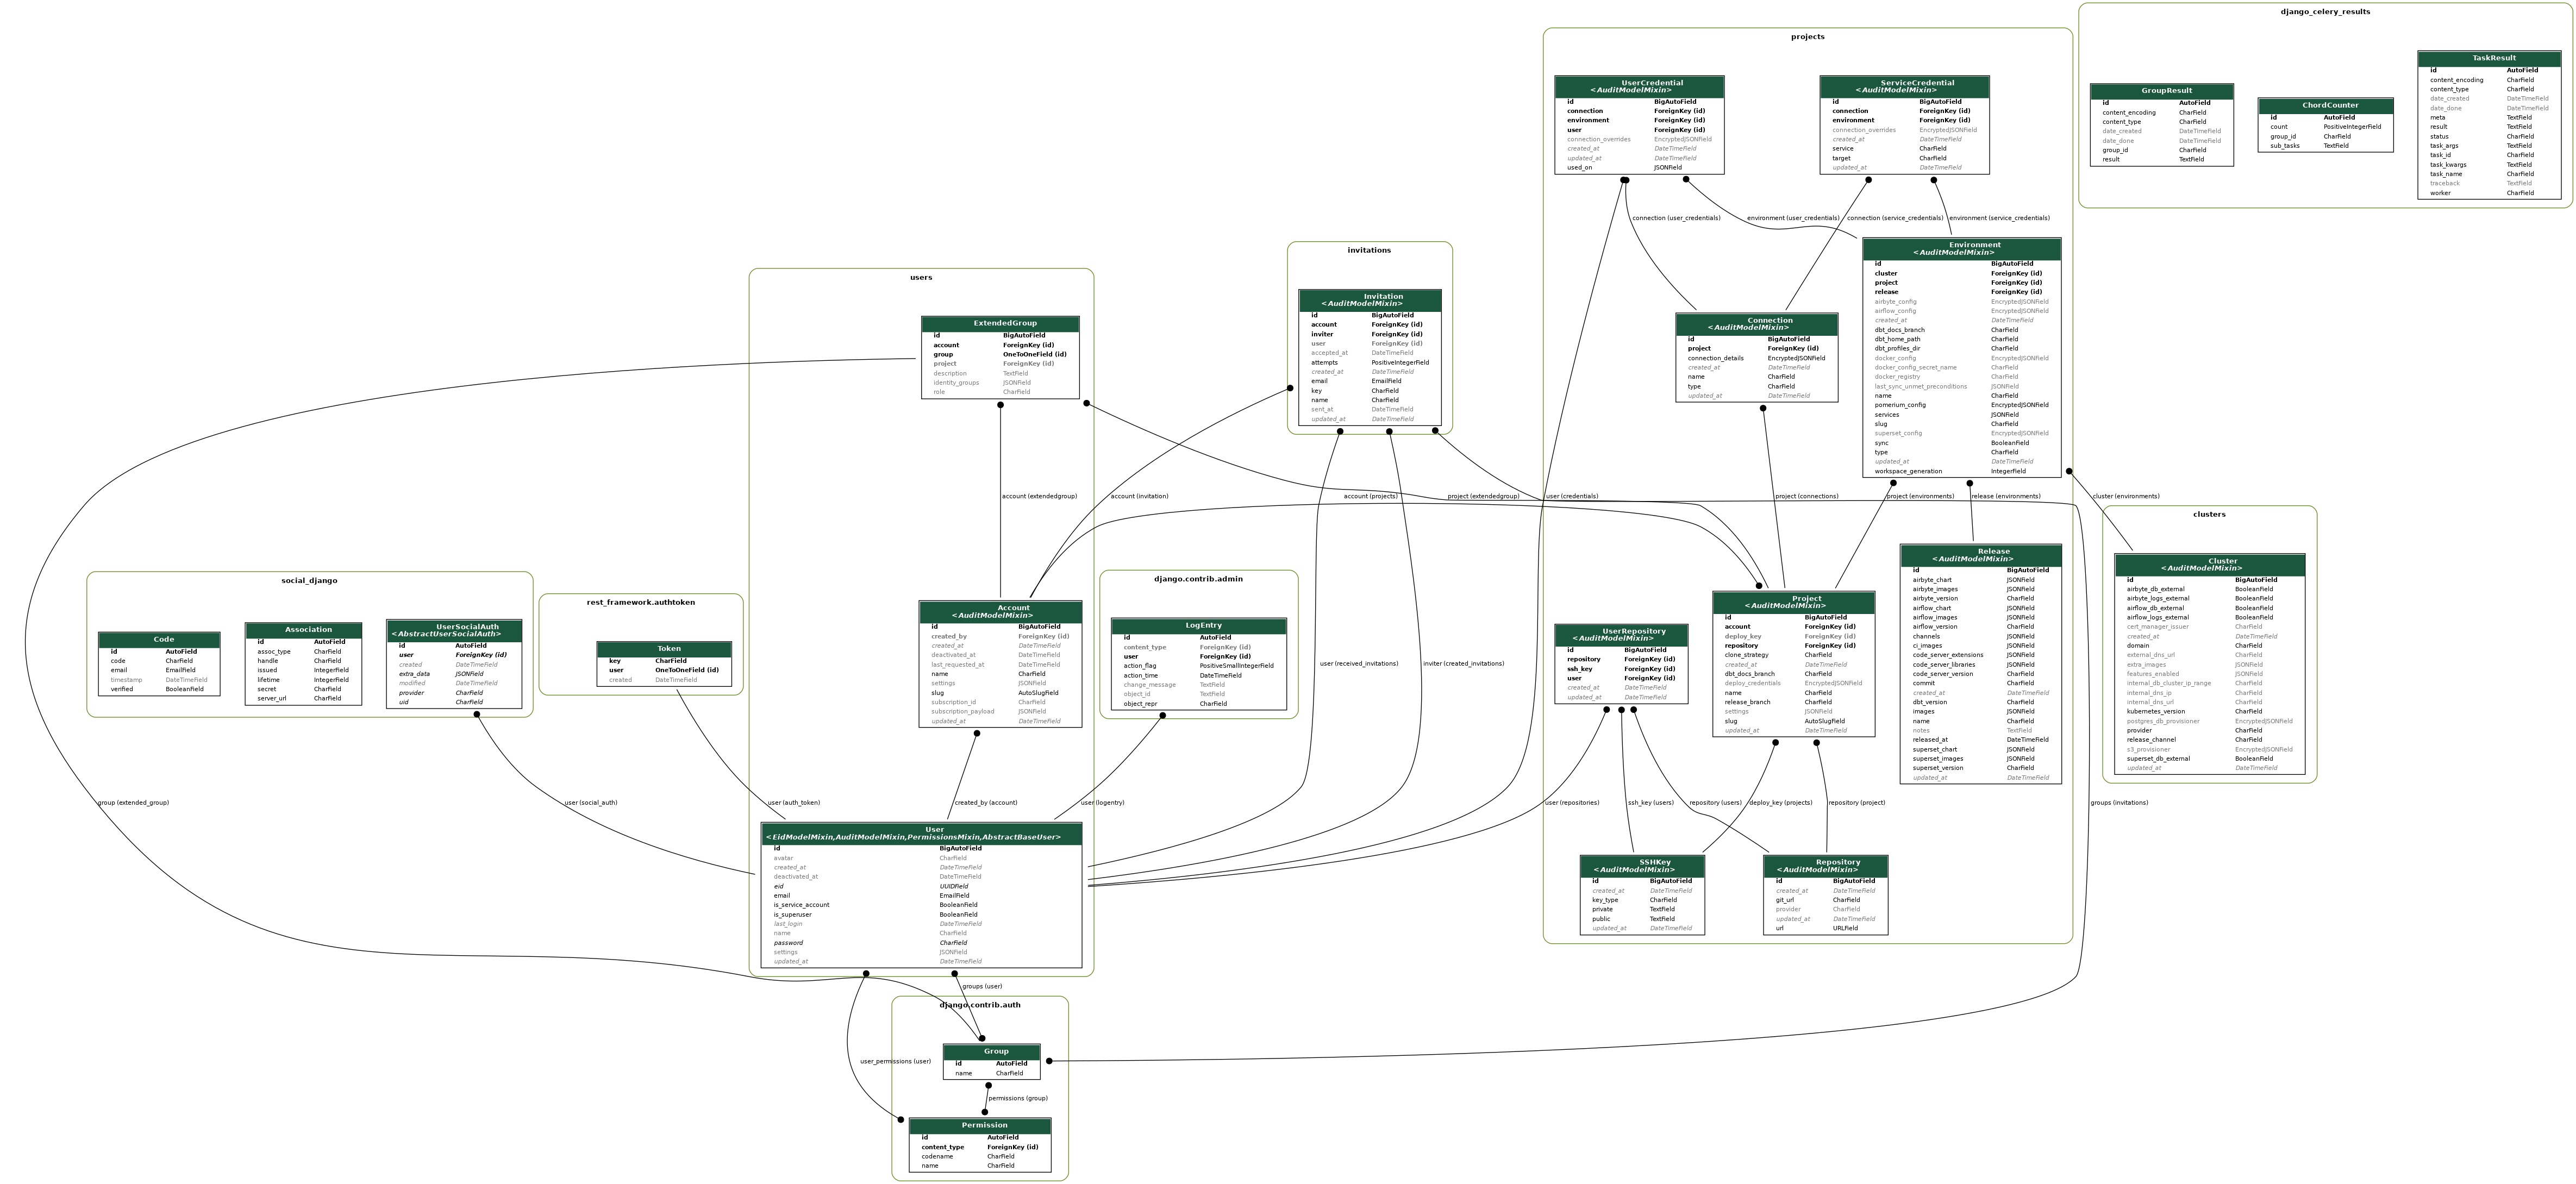 django_celery_results
TaskResult
id AutoField
content_encoding CharField
content_type CharField
date_created DateTimeField
date_done DateTimeField
meta TextField
result TextField
status CharField
task_args TextField
task_id CharField
task_kwargs TextField
task_name CharField
traceback TextField
worker CharField
GroupResult
id AutoField
content_encoding CharField
content_type CharField
date_created DateTimeField
date_done DateTimeField
group_id CharField
result TextField
ChordCounter
id AutoField
count PositiveIntegerField
group_id CharField
sub_tasks TextField
projects
UserCredential
<AuditModelMixin>
id BigAutoField
connection ForeignKey (id)
environment ForeignKey (id)
user ForeignKey (id)
connection_overrides EncryptedJSONField
created_at DateTimeField
updated_at DateTimeField
used_on JSONField
ServiceCredential
<AuditModelMixin>
id BigAutoField
connection ForeignKey (id)
environment ForeignKey (id)
connection_overrides EncryptedJSONField
created_at DateTimeField
service CharField
target CharField
updated_at DateTimeField
connection (user_credentials)
environment (user_credentials)
connection (service_credentials)
environment (service_credentials)
Environment
<AuditModelMixin>
id BigAutoField
cluster ForeignKey (id)
project ForeignKey (id)
release ForeignKey (id)
airbyte_config EncryptedJSONField
airflow_config EncryptedJSONField
created_at DateTimeField
dbt_docs_branch CharField
dbt_home_path CharField
dbt_profiles_dir CharField
docker_config EncryptedJSONField
docker_config_secret_name CharField
docker_registry CharField
last_sync_unmet_preconditions JSONField
name CharField
pomerium_config EncryptedJSONField
services JSONField
slug CharField
superset_config EncryptedJSONField
sync BooleanField
type CharField
updated_at DateTimeField
workspace_generation IntegerField
Connection
<AuditModelMixin>
id BigAutoField
project ForeignKey (id)
connection_details EncryptedJSONField
created_at DateTimeField
name CharField
type CharField
updated_at DateTimeField
invitations
Invitation
<AuditModelMixin>
id BigAutoField
account ForeignKey (id)
inviter ForeignKey (id)
user ForeignKey (id)
accepted_at DateTimeField
attempts PositiveIntegerField
created_at DateTimeField
email EmailField
key CharField
name CharField
sent_at DateTimeField
updated_at DateTimeField
users
ExtendedGroup
id BigAutoField
account ForeignKey (id)
group OneToOneField (id)
project ForeignKey (id)
description TextField
identity_groups JSONField
role CharField
account (extendedgroup)
account (invitation)
account (projects)
project (extendedgroup)
user (credentials)
project (connections)
project (environments)
release (environments)
cluster (environments)
clusters
Cluster
<AuditModelMixin>
id BigAutoField
airbyte_db_external BooleanField
airbyte_logs_external BooleanField
airflow_db_external BooleanField
airflow_logs_external BooleanField
cert_manager_issuer CharField
created_at DateTimeField
domain CharField
external_dns_url CharField
extra_images JSONField
features_enabled JSONField
internal_db_cluster_ip_range CharField
internal_dns_ip CharField
internal_dns_url CharField
kubernetes_version CharField
postgres_db_provisioner EncryptedJSONField
provider CharField
release_channel CharField
s3_provisioner EncryptedJSONField
superset_db_external BooleanField
updated_at DateTimeField
Release
<AuditModelMixin>
id BigAutoField
airbyte_chart JSONField
airbyte_images JSONField
airbyte_version CharField
airflow_chart JSONField
airflow_images JSONField
airflow_version CharField
channels JSONField
ci_images JSONField
code_server_extensions JSONField
code_server_libraries JSONField
code_server_version CharField
commit CharField
created_at DateTimeField
dbt_version CharField
images JSONField
name CharField
notes TextField
released_at DateTimeField
superset_chart JSONField
superset_images JSONField
superset_version CharField
updated_at DateTimeField
Project
<AuditModelMixin>
id BigAutoField
account ForeignKey (id)
deploy_key ForeignKey (id)
repository ForeignKey (id)
clone_strategy CharField
created_at DateTimeField
dbt_docs_branch CharField
deploy_credentials EncryptedJSONField
name CharField
release_branch CharField
settings JSONField
slug AutoSlugField
updated_at DateTimeField
UserRepository
<AuditModelMixin>
id BigAutoField
repository ForeignKey (id)
ssh_key ForeignKey (id)
user ForeignKey (id)
created_at DateTimeField
updated_at DateTimeField
social_django
Code
id AutoField
code CharField
email EmailField
timestamp DateTimeField
verified BooleanField
Association
id AutoField
assoc_type CharField
handle CharField
issued IntegerField
lifetime IntegerField
secret CharField
server_url CharField
UserSocialAuth
<AbstractUserSocialAuth>
id AutoField
user ForeignKey (id)
created DateTimeField
extra_data JSONField
modified DateTimeField
provider CharField
uid CharField
rest_framework.authtoken
Token
key CharField
user OneToOneField (id)
created DateTimeField
Account
<AuditModelMixin>
id BigAutoField
created_by ForeignKey (id)
created_at DateTimeField
deactivated_at DateTimeField
last_requested_at DateTimeField
name CharField
settings JSONField
slug AutoSlugField
subscription_id CharField
subscription_payload JSONField
updated_at DateTimeField
django.contrib.admin
LogEntry
id AutoField
content_type ForeignKey (id)
user ForeignKey (id)
action_flag PositiveSmallIntegerField
action_time DateTimeField
change_message TextField
object_id TextField
object_repr CharField
user (received_invitations)
inviter (created_invitations)
group (extended_group)
user (social_auth)
user (auth_token)
created_by (account)
user (logentry)
user (repositories)
ssh_key (users)
repository (users)
deploy_key (projects)
repository (project)
groups (invitations)
User
<EidModelMixin,AuditModelMixin,PermissionsMixin,AbstractBaseUser>
id BigAutoField
avatar CharField
created_at DateTimeField
deactivated_at DateTimeField
eid UUIDField
email EmailField
is_service_account BooleanField
is_superuser BooleanField
last_login DateTimeField
name CharField
password CharField
settings JSONField
updated_at DateTimeField
SSHKey
<AuditModelMixin>
id BigAutoField
created_at DateTimeField
key_type CharField
private TextField
public TextField
updated_at DateTimeField
Repository
<AuditModelMixin>
id BigAutoField
created_at DateTimeField
git_url CharField
provider CharField
updated_at DateTimeField
url URLField
groups (user)
django.contrib.auth
Group
id AutoField
name CharField
user_permissions (user)
permissions (group)
Permission
id AutoField
content_type ForeignKey (id)
codename CharField
name CharField